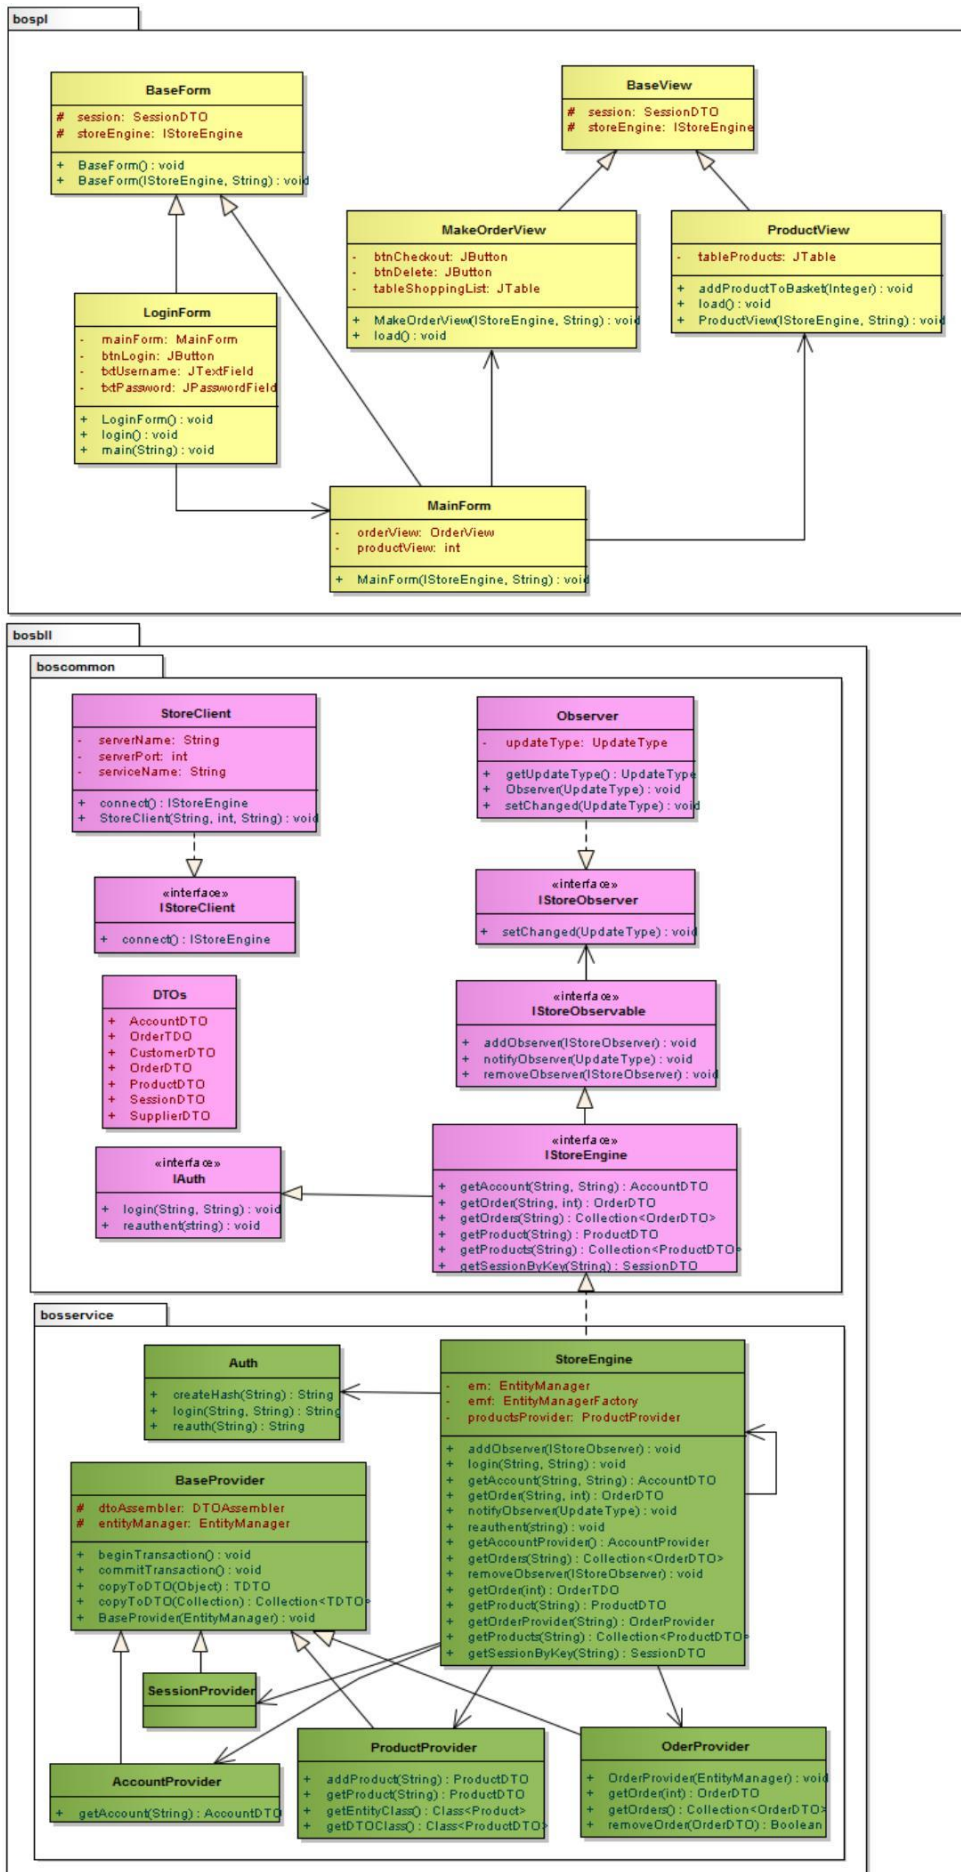 bospl
BaseForm
# session: SessionDTO
# storeEngine: IStoreEngine
+ BaseForm() : void
+ BaseForm(IStoreEngine, String) : void
BaseView
# session: SessionDTO
# storeEngine: IStoreEngine
MakeOrderView
- btnCheckout: JButton
- btnDelete: JButton
- tableShoppingList: JTable
+ MakeOrderView(IStoreEngine, String) : void
+ load() : void
ProductView
- tableProducts: JTable
+ addProductToBasket(Integer) : void
+ load() : void
+ ProductView(IStoreEngine, String) : void
LoginForm
- mainForm: MainForm
- btnLogin: JButton
- txtUsername: JTextField
- txtPassword: JPasswordField
+ LoginForm() : void
+ login() : void
+ main(String) : void
MainForm
- orderView: OrderView
- productView: int
+ MainForm(IStoreEngine, String) : void
bosbll
boscommon
StoreClient
- serverName: String
- serverPort: int
- serviceName: String
+ connect() : IStoreEngine
+ StoreClient(String, int, String) : void
Observer
- updateType: UpdateType
+ getUpdateType() : UpdateType
+ Observer(UpdateType) : void
+ setChanged(UpdateType) : void
«interface»
IStoreClient
+ connect() : IStoreEngine
«interface»
IStoreObserver
+ setChanged(UpdateType) : void
DTOs
+ AccountDTO
+ OrderTDO
+ CustomerDTO
+ OrderDTO
+ ProductDTO
+ SessionDTO
+ SupplierDTO
«interface»
IStoreObservable
+ addObserver(IStoreObserver) : void
+ notifyObserver(UpdateType) : void
+ removeObserver(IStoreObserver) : void
«interface»
IAuth
+ login(String, String) : void
+ reauthent(string) : void
«interface»
IStoreEngine
+ getAccount(String, String) : AccountDTO
+ getOrder(String, int) : OrderDTO
+ getOrders(String) : Collection<OrderDTO>
+ getProduct(String) : ProductDTO
+ getProducts(String) : Collection<ProductDTO>
+ getSessionByKey(String) : SessionDTO
bosservice
Auth
+ createHash(String) : String
+ login(String, String) : String
+ reauth(String) : String
StoreEngine
- em: EntityManager
- emf: EntityManagerFactory
- productsProvider: ProductProvider
+ addObserver(IStoreObserver) : void
+ login(String, String) : void
+ getAccount(String, String) : AccountDTO
+ getOrder(String, int) : OrderDTO
+ notifyObserver(UpdateType) : void
+ reauthent(string) : void
+ getAccountProvider() : AccountProvider
+ getOrders(String) : Collection<OrderDTO>
+ removeObserver(IStoreObserver) : void
+ getOrder(int) : OrderTDO
+ getProduct(String) : ProductDTO
+ getOrderProvider(String) : OrderProvider
+ getProducts(String) : Collection<ProductDTO>
+ getSessionByKey(String) : SessionDTO
BaseProvider
# dtoAssembler: DTOAssembler
# entityManager: EntityManager
+ beginTransaction() : void
+ commitTransaction() : void
+ copyToDTO(Object) : TDTO
+ copyToDTO(Collection) : Collection<TDTO>
+ BaseProvider(EntityManager) : void
SessionProvider
AccountProvider
+ getAccount(String) : AccountDTO
ProductProvider
+ addProduct(String) : ProductDTO
+ getProduct(String) : ProductDTO
+ getEntityClass() : Class<Product>
+ getDTOClass() : Class<ProductDTO>
OderProvider
+ OrderProvider(EntityManager) : void
+ getOrder(int) : OrderDTO
+ getOrders() : Collection<OrderDTO>
+ removeOrder(OrderDTO) : Boolean